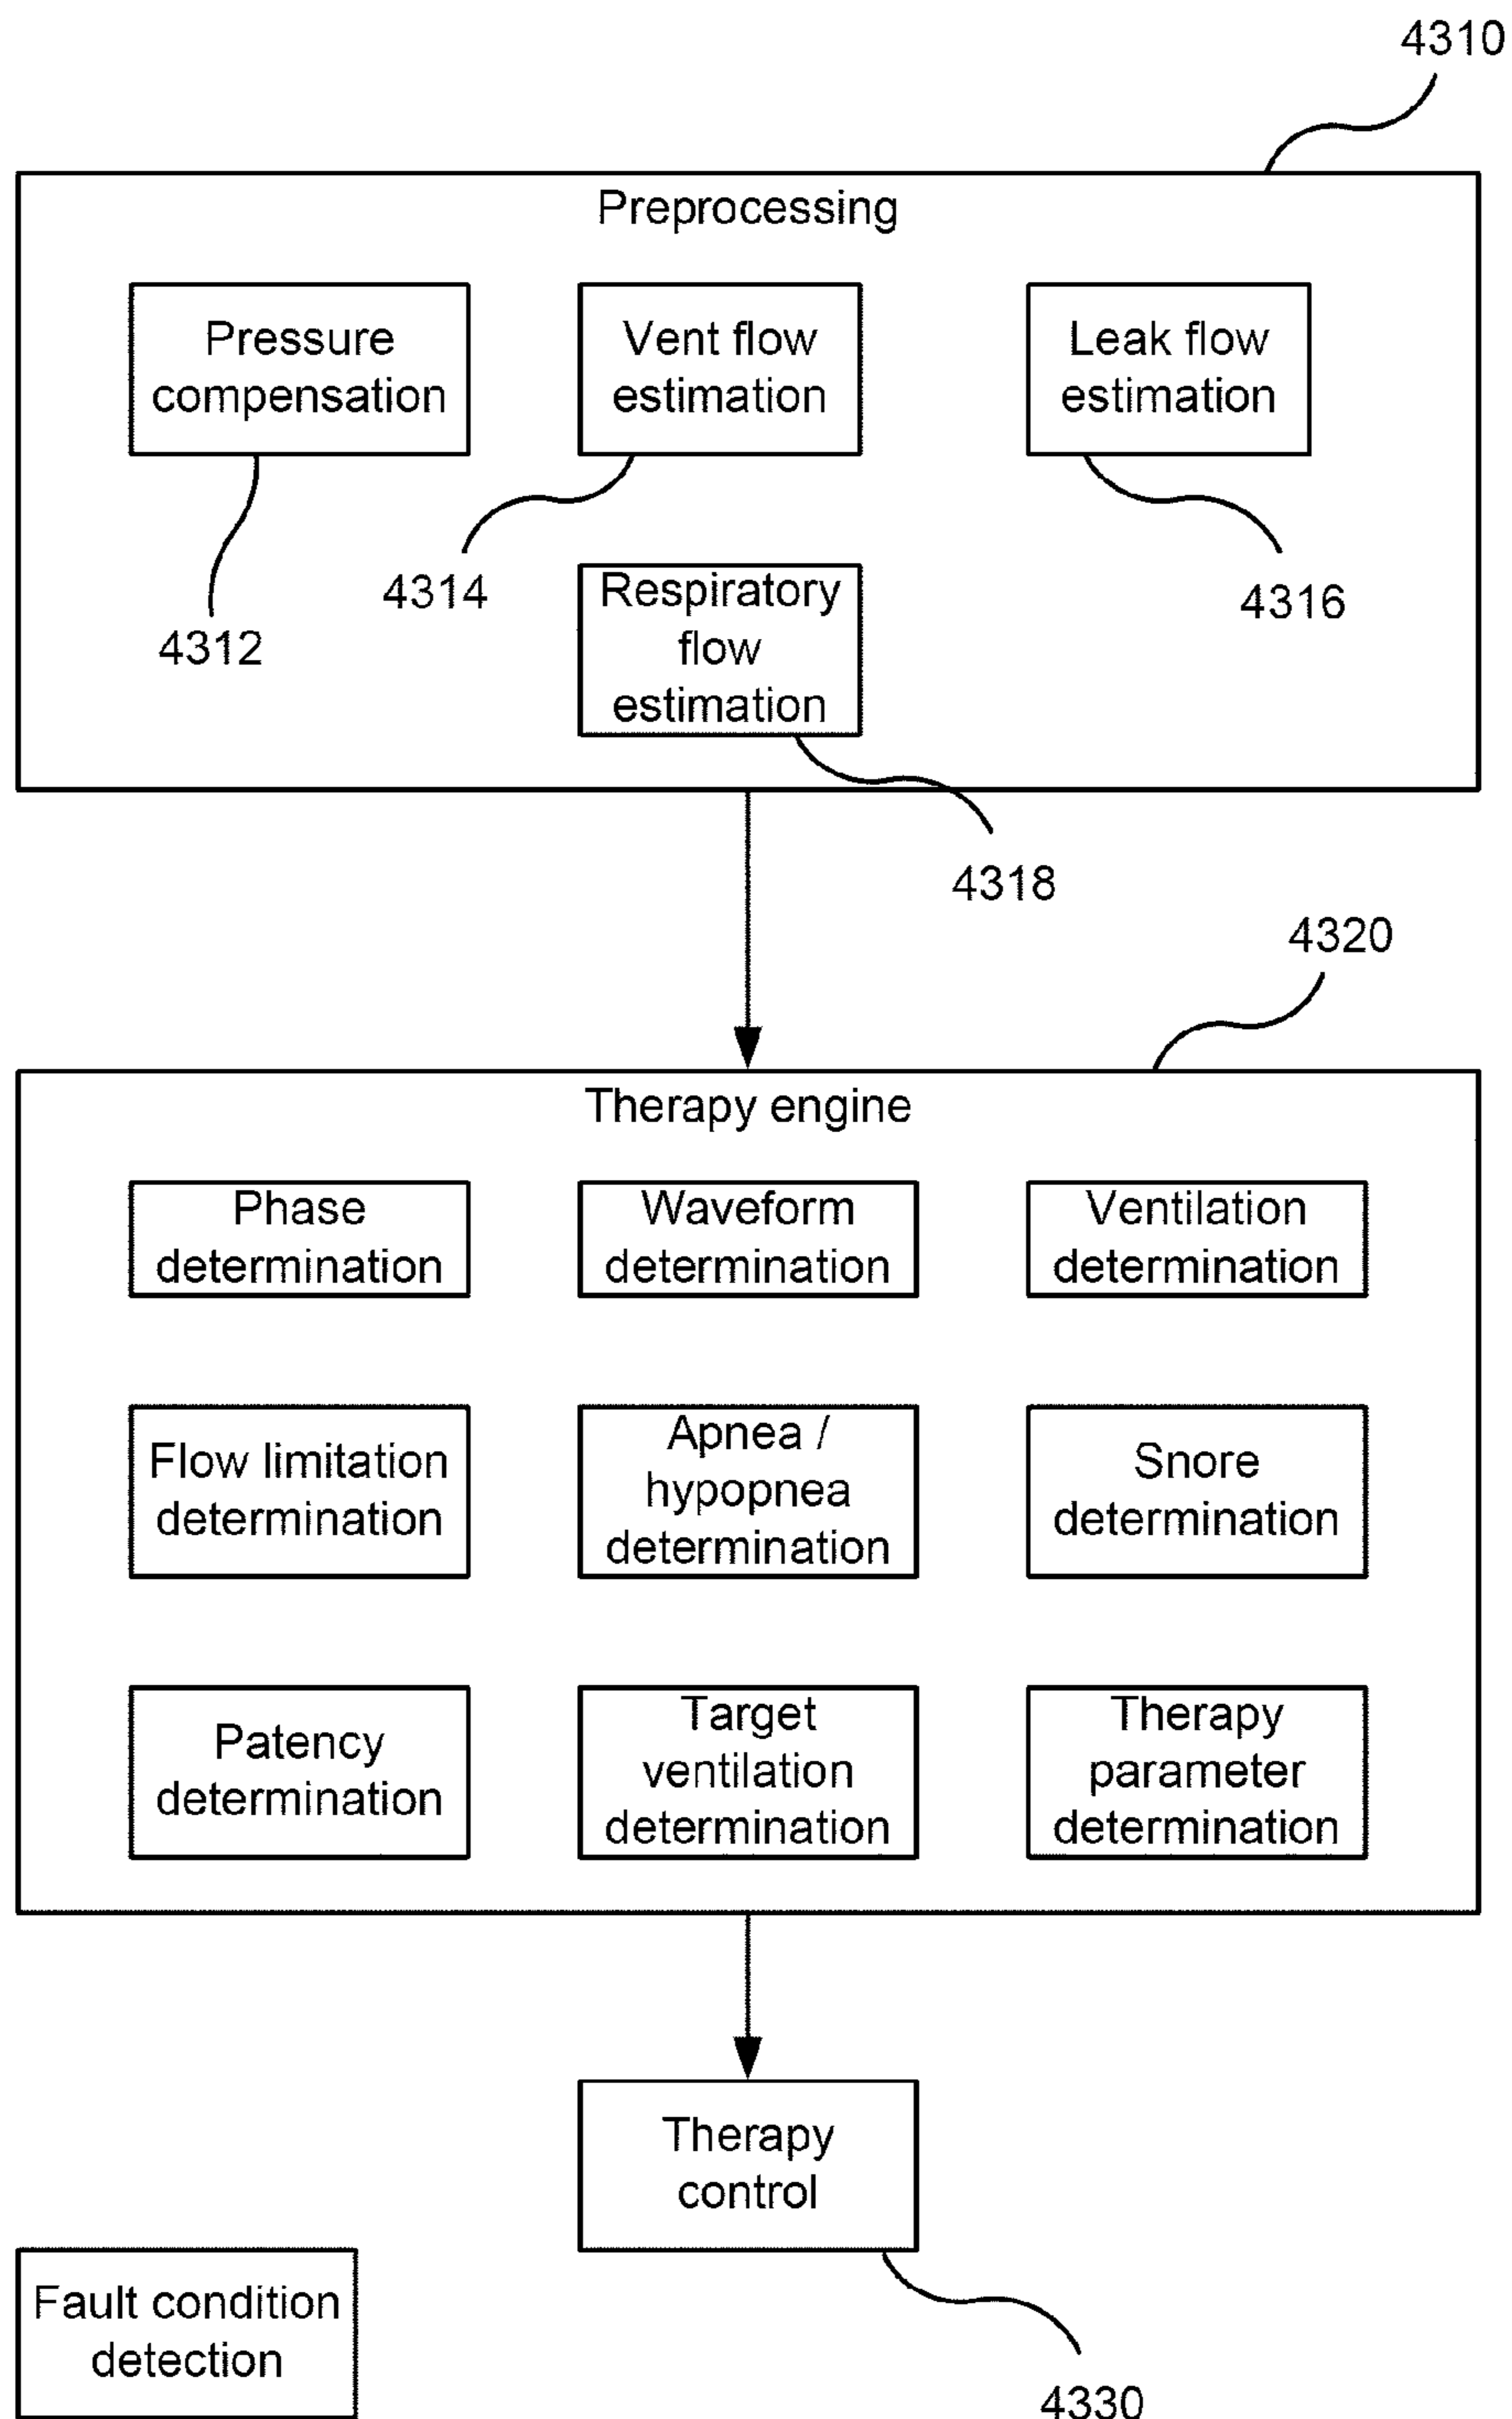 4310
Preprocessing
Pressure
compensation
Vent flow
estimation
Leak flow
estimation
4312
4314
4316
Respiratory
flow
estimation
4318
4320
Therapy engine
Phase
determination
Waveform
determination
Ventilation
determination
Flow limitation
determination
Apnea /
hypopnea
determination
Snore
determination
Patency
determination
Target
ventilation
determination
Therapy
parameter
determination
Therapy
control
Fault condition
detection
4330